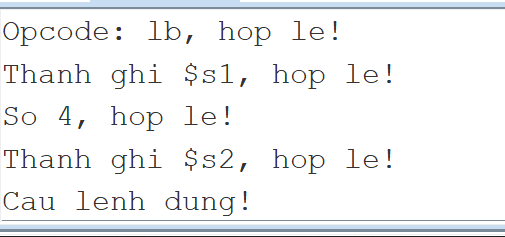 Opcode: lb, hop le!
Thanh ghi $s1, hop le!
So 4, hop le!
Thanh ghi $s2, hop le!
Cau lenh dung!